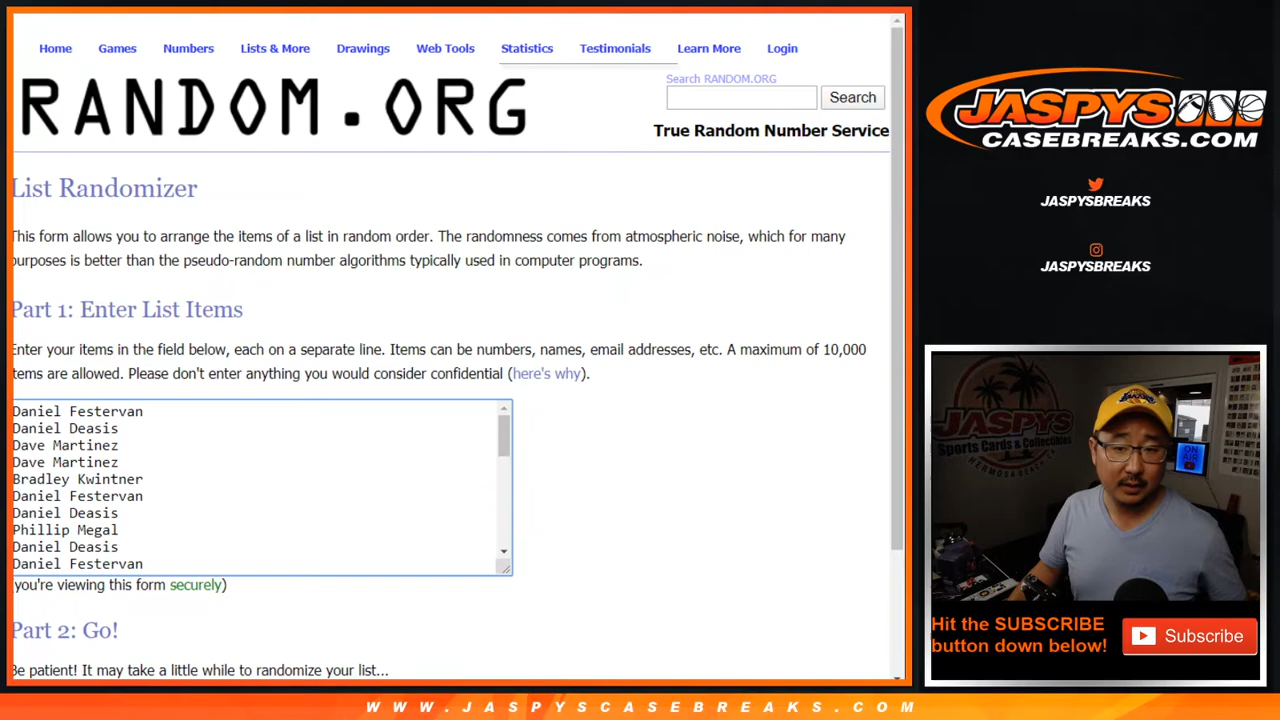 Home Games Numbers Lists & More Drawings Web Tools Statistics Testimonials Learn More Login
RANDOM.ORG
Search RANDOM.ORG
Search
True Random Number Service
List Randomizer
This form allows you to arrange the items of a list in random order. The randomness comes from atmospheric noise, which for many
purposes is better than the pseudo-random number algorithms typically used in computer programs.
Part 1: Enter List Items
Enter your items in the field below, each on a separate line. Items can be numbers, names, email addresses, etc. A maximum of 10,000
items are allowed. Please don't enter anything you would consider confidential (here's why).
Daniel Festervan
Daniel Deasis
Dave Martinez
Dave Martinez
Bradley Kwintner
Daniel Festervan
Daniel Deasis
Phillip Megal
Daniel Deasis
Daniel Festervan
(you're viewing this form securely)
Part 2: Go!
Be patient! It may take a little while to randomize your list...
JASPYS
CASEBREAKS.COM
JASPYSBREAKS
JASPYSBREAKS
JASPYS
Sports Cards & Collectibles
HERMOSA BEACH
ON
AIR
Hit the SUBSCRIBE
button down below!
Subscribe
WWW.JASPYSCASEBREAKS.COM